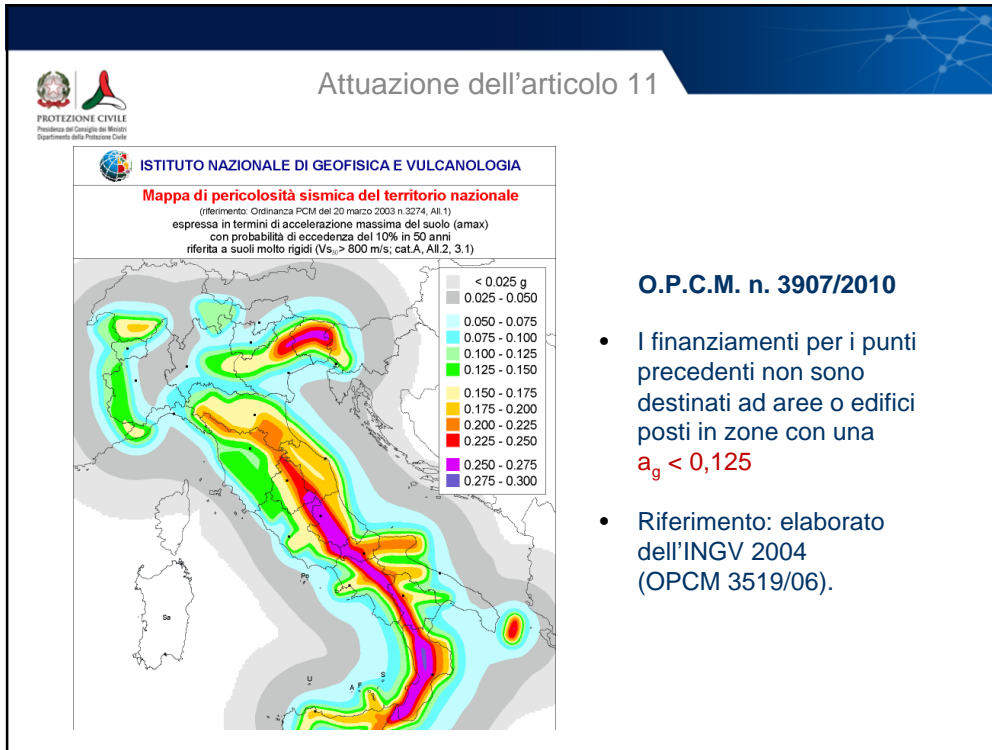 Attuazione dell'articolo 11
PROTEZIONE CIVILE
Presidenza del Consiglio dei Ministri
Dipartimento della Protezione Civile
ISTITUTO NAZIONALE DI GEOFISICA E VULCANOLOGIA
Mappa di pericolosità sismica del territorio nazionale
(riferimento: Ordinanza PCM del 20 marzo 2003 n.3274, All.1)
espressa in termini di accelerazione massima del suolo (amax)
con probabilità di eccedenza del 10% in 50 anni
riferita a suoli molto rigidi (Vs30> 800 m/s; cat.A, All.2, 3.1)
< 0.025 g
0.025 - 0.050
0.050 - 0.075
0.075 - 0.100
0.100 - 0.125
0.125 - 0.150
0.150 - 0.175
0.175 - 0.200
0.200 - 0.225
0.225 - 0.250
0.250 - 0.275
0.275 - 0.300
Po
Sa
U
A
F
S
O.P.C.M. n. 3907/2010
• I finanziamenti per i punti
precedenti non sono
destinati ad aree o edifici
posti in zone con una
ag < 0,125
• Riferimento: elaborato
dell'INGV 2004
(OPCM 3519/06).